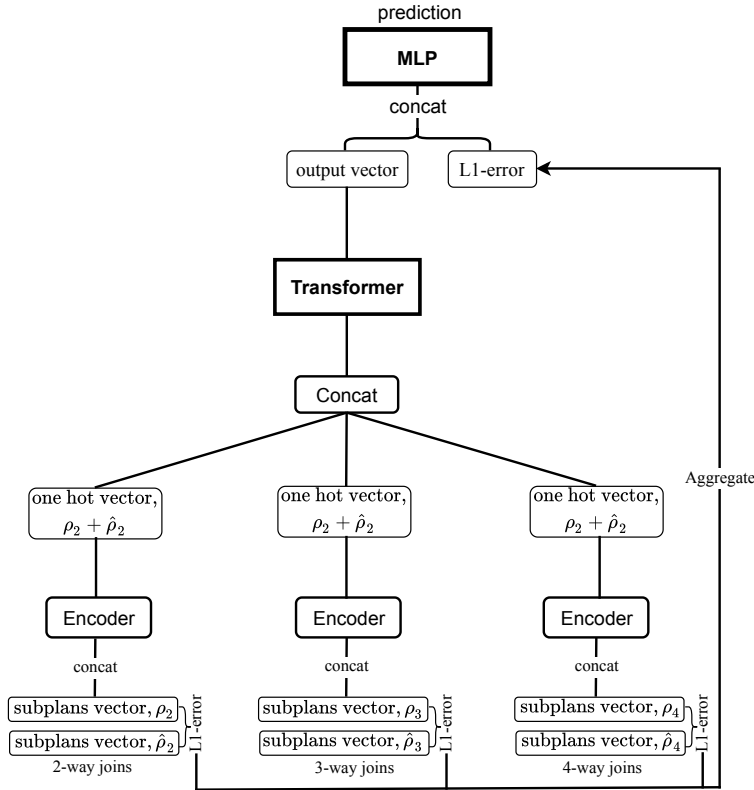 prediction
MLP
concat
output vector
L1-error
Transformer
Concat
Aggregate
one hot vector,
ρ₂ + ρ̂₂
one hot vector,
ρ₂ + ρ̂₂
one hot vector,
ρ₂ + ρ̂₂
Encoder
Encoder
Encoder
concat
concat
concat
subplans vector, ρ₂
subplans vector, ρ̂₂
L1-error
2-way joins
subplans vector, ρ₃
subplans vector, ρ̂₃
L1-error
3-way joins
subplans vector, ρ₄
subplans vector, ρ̂₄
L1-error
4-way joins